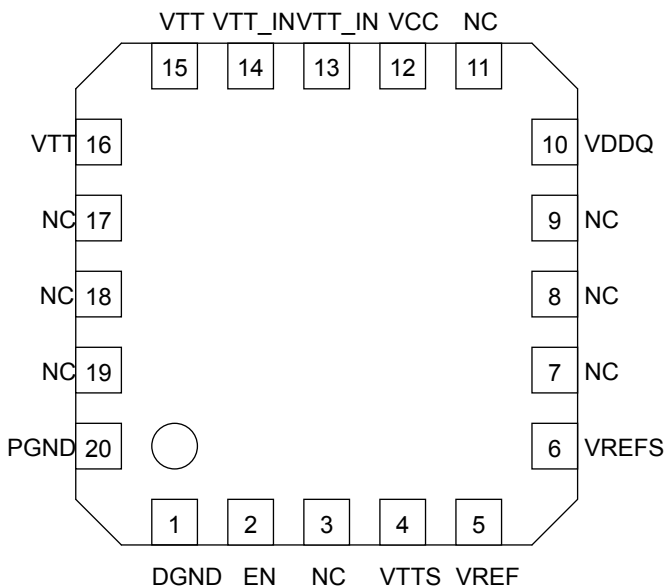 VTT VTT_IN VTT_IN VCC NC
15 14 13 12 11
VTT 16 10 VDDQ
NC 17 9 NC
NC 18 8 NC
NC 19 7 NC
PGND 20 6 VREFS
1 2 3 4 5
DGND EN NC VTTS VREF